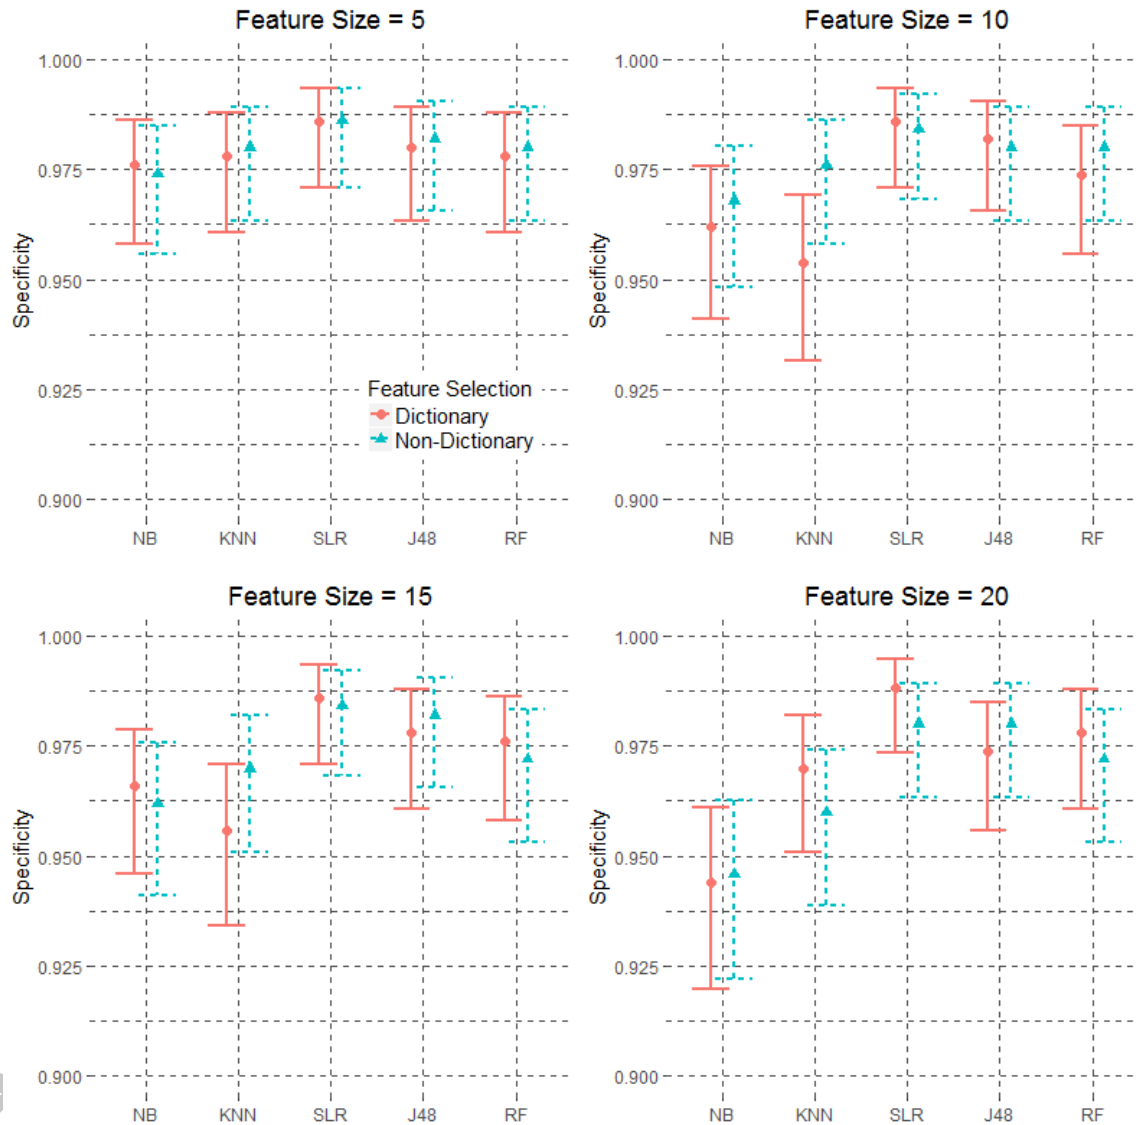 Feature Size = 5
1.000
0.975
0.950
0.925
0.900
Specificity
Feature Selection
Dictionary
Non-Dictionary
NB KNN SLR J48 RF
Feature Size = 10
1.000
0.975
0.950
0.925
0.900
Specificity
NB KNN SLR J48 RF
Feature Size = 15
1.000
0.975
0.950
0.925
0.900
Specificity
NB KNN SLR J48 RF
Feature Size = 20
1.000
0.975
0.950
0.925
0.900
Specificity
NB KNN SLR J48 RF